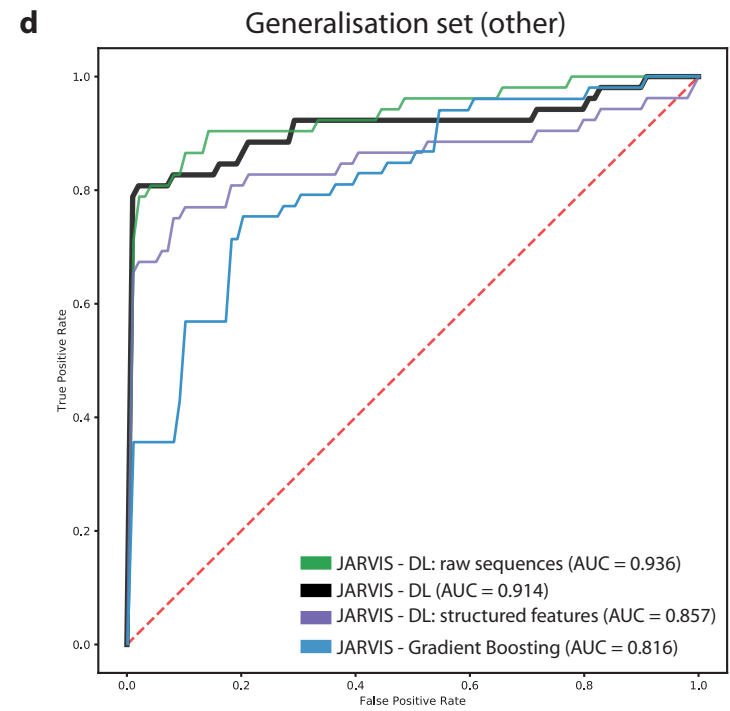 d
Generalisation set (other)
True Positive Rate
1.0
0.8
0.6
0.4
0.2
0.0
JARVIS - DL: raw sequences (AUC = 0.936)
JARVIS - DL (AUC = 0.914)
JARVIS - DL: structured features (AUC = 0.857)
JARVIS - Gradient Boosting (AUC = 0.816)
0.0 0.2 0.4 0.6 0.8 1.0
False Positive Rate